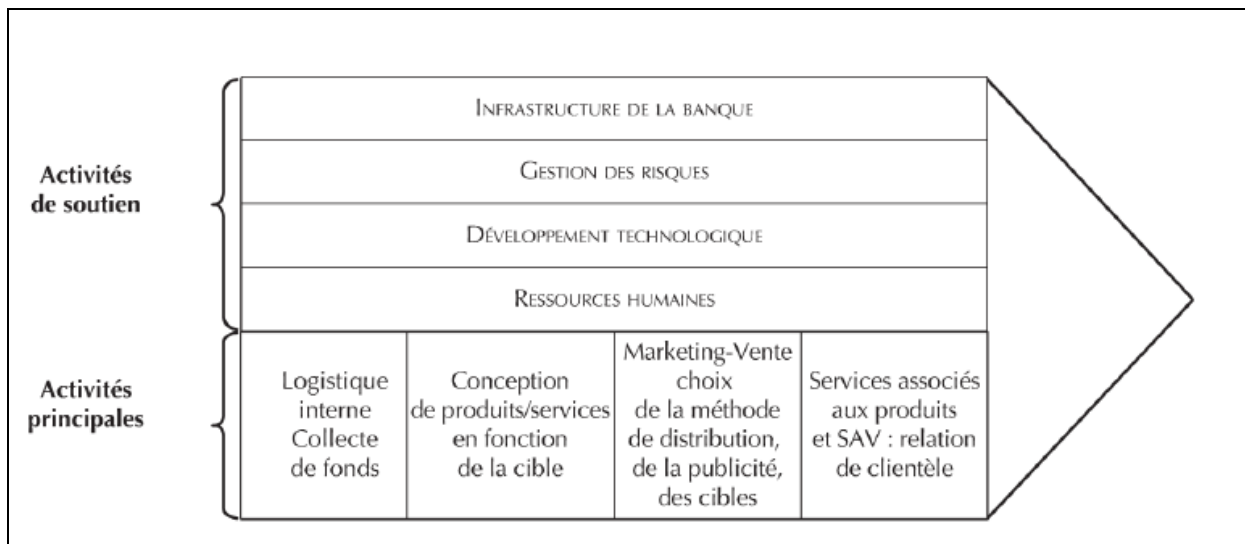 INFRASTRUCTURE DE LA BANQUE
GESTION DES RISQUES
DÉVELOPPEMENT TECHNOLOGIQUE
RESSOURCES HUMAINES
Activités
de soutien
Activités
principales
Logistique
interne
Collecte
de fonds
Conception
de produits/services
en fonction
de la cible
Marketing-Vente
choix
de la méthode
de distribution,
de la publicité,
des cibles
Services associés
aux produits
et SAV : relation
de clientèle